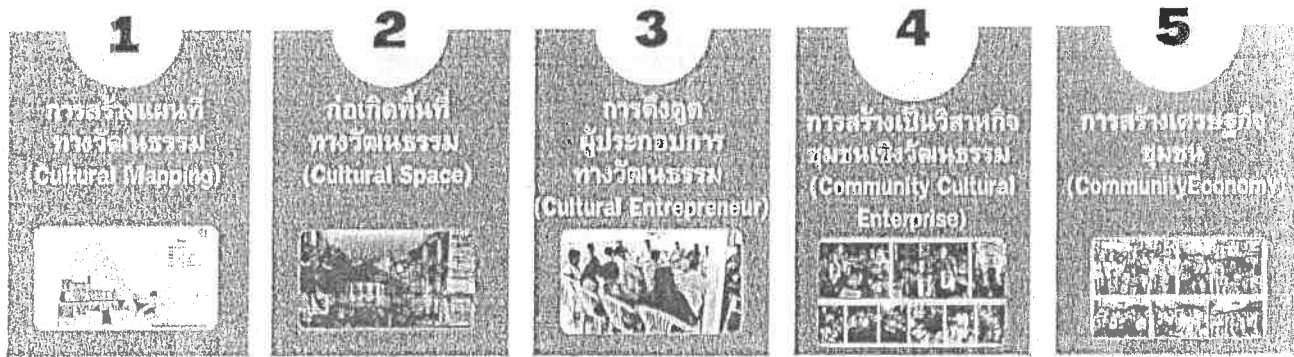 1
การสร้างแผนที่
ทางวัฒนธรรม
(Cultural Mapping)
2
ก่อเกิดพื้นที่
ทางวัฒนธรรม
(Cultural Space)
3
การดึงดูด
ผู้ประกอบการ
ทางวัฒนธรรม
(Cultural Entrepreneur)
4
การสร้างเป็นวิสาหกิจ
ชุมชนเชิงวัฒนธรรม
(Community Cultural
Enterprise)
5
การสร้างเศรษฐกิจ
ชุมชน
(CommunityEconomy)